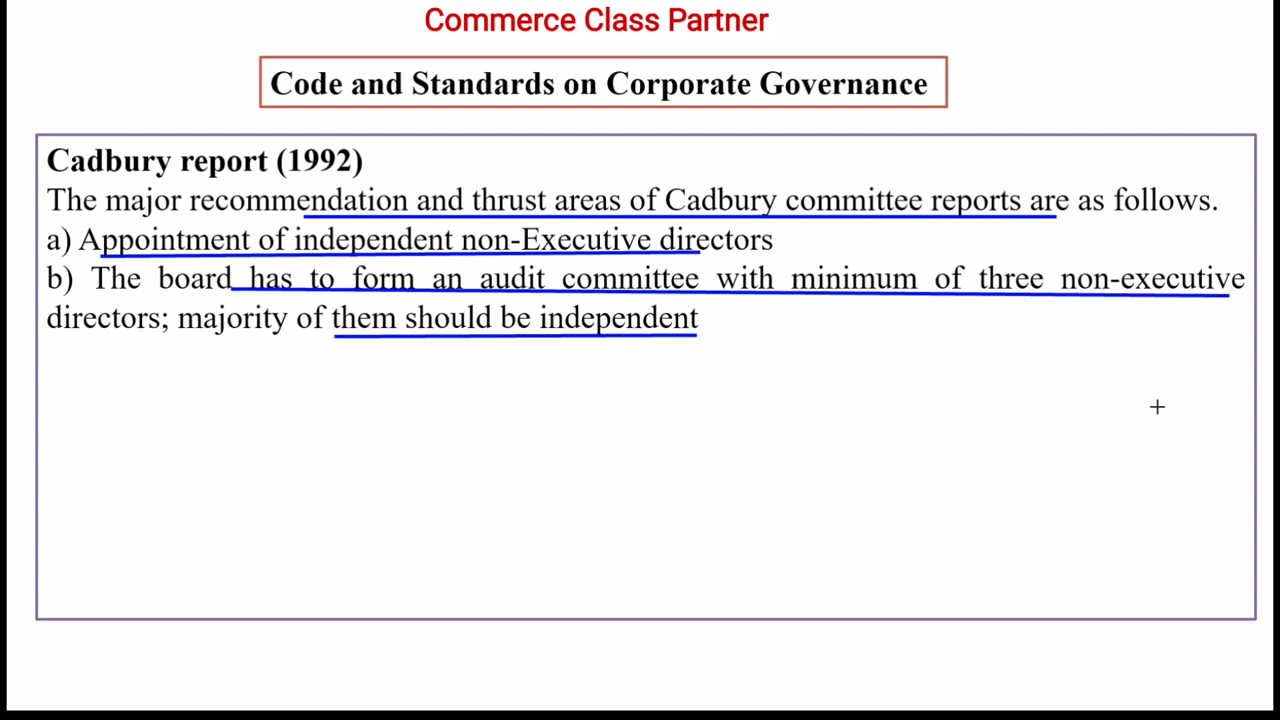 Commerce Class Partner
Code and Standards on Corporate Governance
Cadbury report (1992)
The major recommendation and thrust areas of Cadbury committee reports are as follows.
a) Appointment of independent non-Executive directors
b) The board has to form an audit committee with minimum of three non-executive
directors; majority of them should be independent